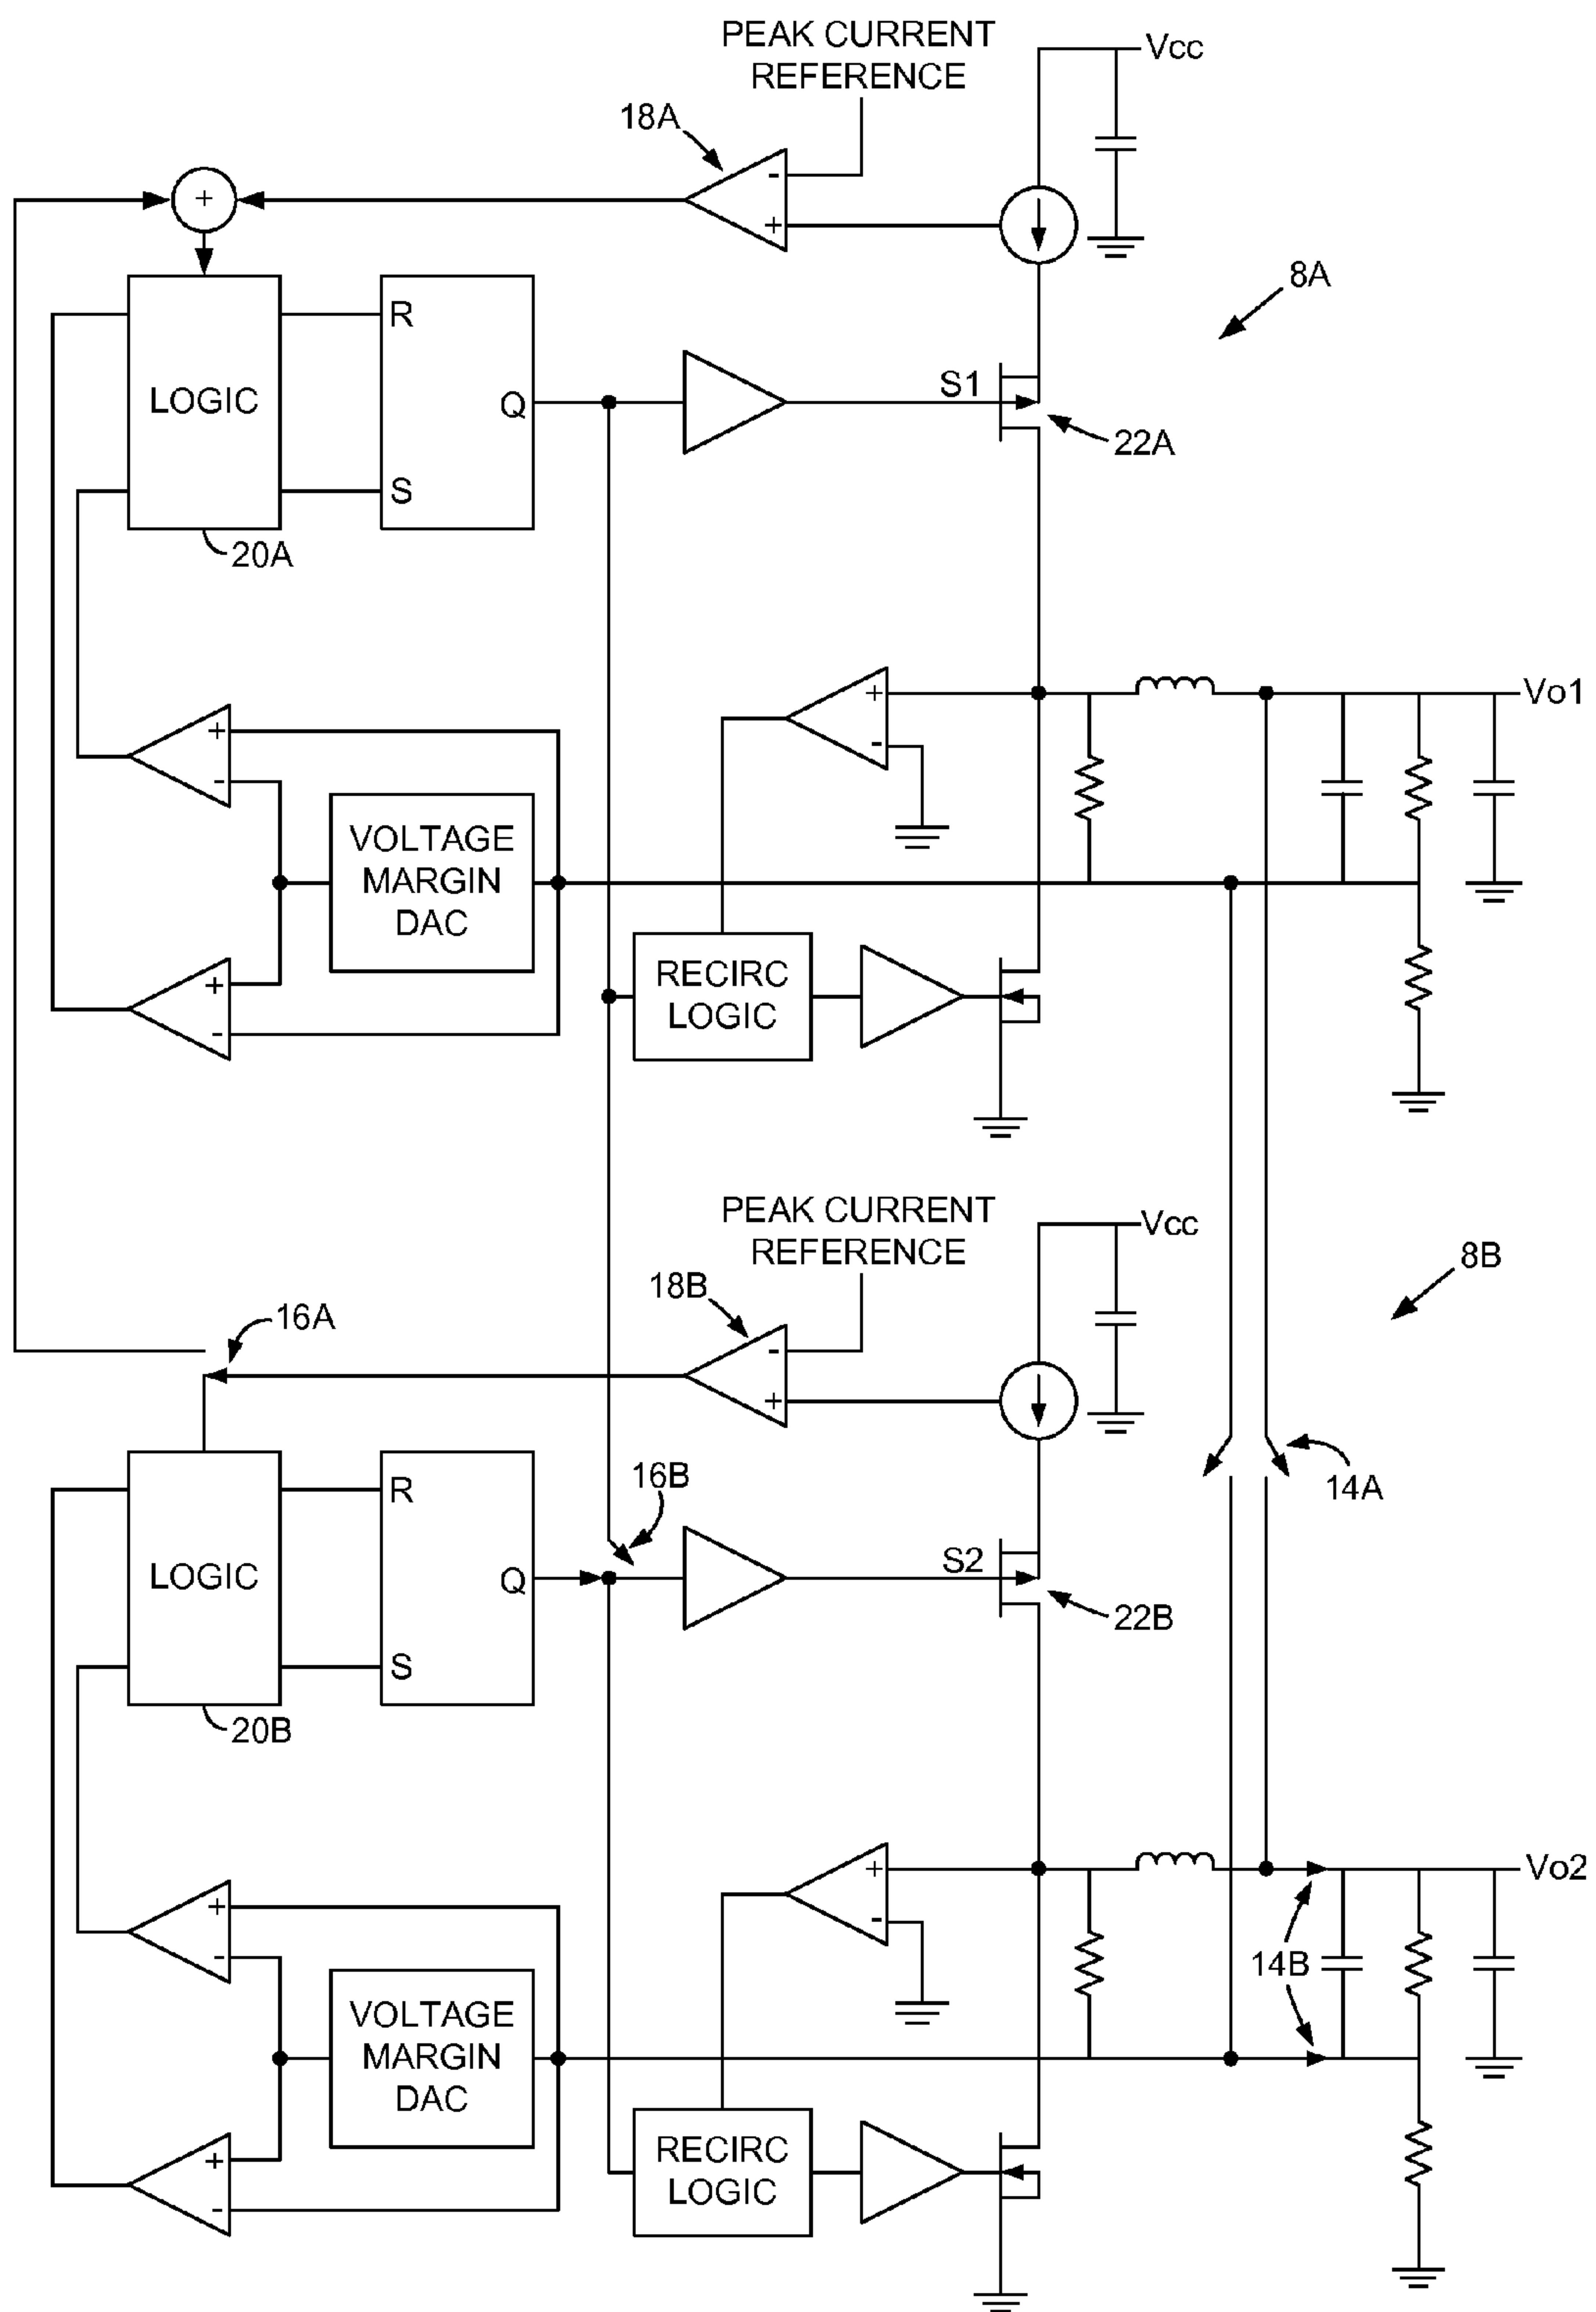 PEAK CURRENT
REFERENCE
Vcc
18A
-
+
+
8A
LOGIC
R
Q
S
S1
22A
20A
+
-
Vo1
+
-
VOLTAGE
MARGIN
DAC
+
-
RECIRC
LOGIC
PEAK CURRENT
REFERENCE
Vcc
18B
8B
16A
-
+
16B
14A
LOGIC
R
Q
S
S2
22B
20B
+
-
Vo2
+
-
14B
VOLTAGE
MARGIN
DAC
+
-
RECIRC
LOGIC